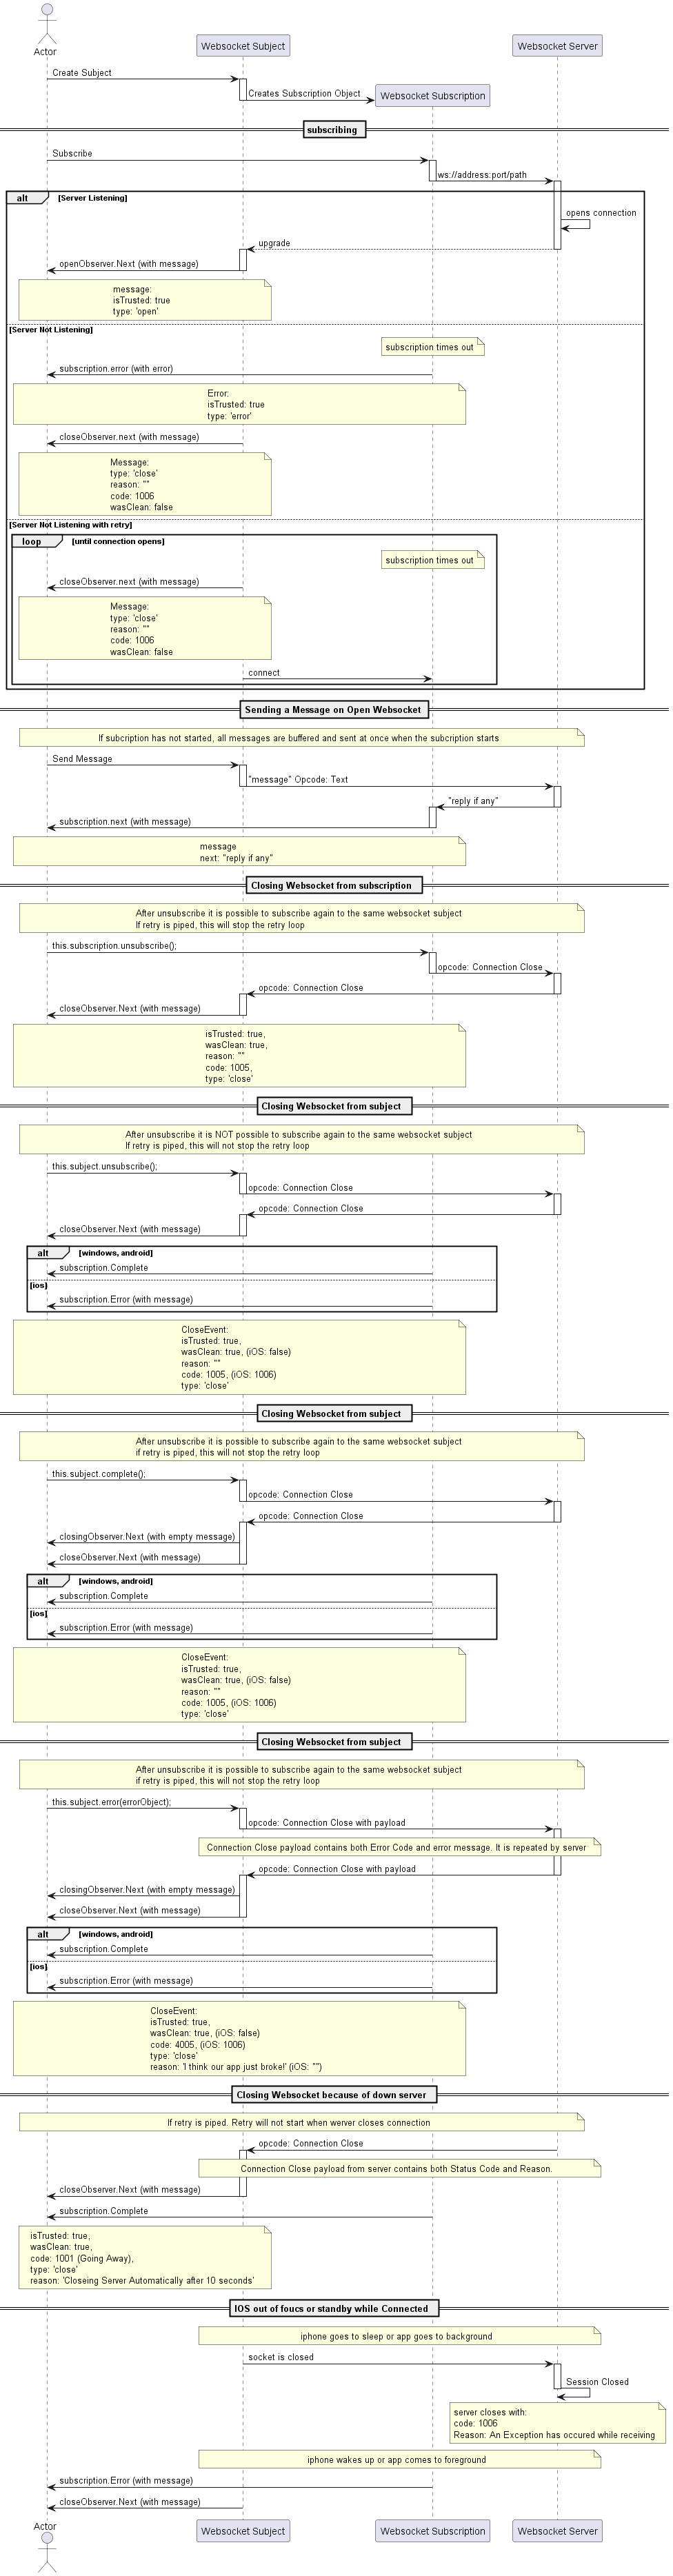 Actor
Websocket Subject
Websocket Server
Create Subject
Creates Subscription Object
Websocket Subscription
subscribing
Subscribe
ws://address:port/path
alt
[Server Listing]
opens connection
upgrade
openObserver.Next (with message)
message:
isTrusted: true
type: 'open'
[Server Not Listening]
subscription times out
subscription.error (with error)
Error:
isTrusted: true
type: 'error'
closeObserver.next (with message)
Message:
type: 'close'
reason: ""
code: 1006
wasClean: false
[Server Not Listening with retry]
loop
[until connection opens]
subscription times out
closeObserver.next (with message)
Message:
type: 'close'
reason: ""
code: 1006
wasClean: false
connect
Sending a Message on Open Websocket
If subcription has not started, all messages are buffered and sent at once when the subcription starts
Send Message
"message" Opcode: Text
"reply if any"
subscription.next (with message)
message
next: "reply if any"
Closing Websocket from subscription
After unsubscribe it is possible to subscribe again to the same websocket subject
If retry is piped, this will stop the retry loop
this.subscription.unsubscribe();
opcode: Connection Close
opcode: Connection Close
closeObserver.Next (with message)
isTrusted: true,
wasClean: true,
reason: ""
code: 1005,
type: 'close'
Closing Websocket from subject
After unsubscribe it is NOT possible to subscribe again to the same websocket subject
If retry is piped, this will not stop the retry loop
this.subject.unsubscribe();
opcode: Connection Close
opcode: Connection Close
closeObserver.Next (with message)
alt
[windows, android]
subscription.Complete
[ios]
subscription.Error (with message)
CloseEvent:
isTrusted: true,
wasClean: true, (iOS: false)
reason: ""
code: 1005, (iOS: 1006)
type: 'close'
Closing Websocket from subject
After unsubscribe it is possible to subscribe again to the same websocket subject
if retry is piped, this will not stop the retry loop
this.subject.complete();
opcode: Connection Close
opcode: Connection Close
closingObserver.Next (with empty message)
closeObserver.Next (with message)
alt
[windows, android]
subscription.Complete
[ios]
subscription.Error (with message)
CloseEvent:
isTrusted: true,
wasClean: true, (iOS: false)
reason: ""
code: 1005, (iOS: 1006)
type: 'close'
Closing Websocket from subject
After unsubscribe it is possible to subscribe again to the same websocket subject
if retry is piped, this will not stop the retry loop
this.subject.error(errorObject);
opcode: Connection Close with payload
Connection Close payload contains both Error Code and error message. It is repeated by server
opcode: Connection Close with payload
closingObserver.Next (with empty message)
closeObserver.Next (with message)
alt
[windows, android]
subscription.Complete
[ios]
subscription.Error (with message)
CloseEvent:
isTrusted: true,
wasClean: true, (iOS: false)
code: 4005, (iOS: 1006)
type: 'close'
reason: 'I think our app just broke!' (iOS: "")
Closing Websocket because of down server
If retry is piped. Retry will not start when werver closes connection
opcode: Connection Close
Connection Close payload from server contains both Status Code and Reason.
closeObserver.Next (with message)
subscription.Complete
isTrusted: true,
wasClean: true,
code: 1001 (Going Away),
type: 'close'
reason: 'Closeing Server Automatically after 10 seconds'
IOS out of foucs or standby while Connected
iphone goes to sleep or app goes to background
socket is closed
Session Closed
server closes with:
code: 1006
Reason: An Exception has occured while receiving
iphone wakes up or app comes to foreground
subscription.Error (with message)
closeObserver.Next (with message)
Actor
Websocket Subject
Websocket Subscription
Websocket Server